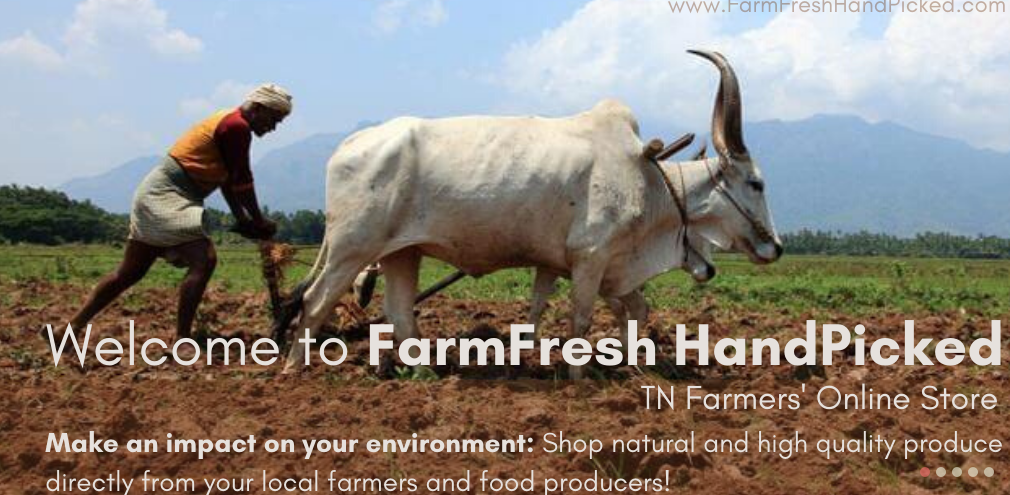 www.FarmFreshHandPicked.com
Welcome to FarmFresh HandPicked
TN Farmers' Online Store
Make an impact on your environment: Shop natural and high quality produce
directly from your local farmers and food producers!